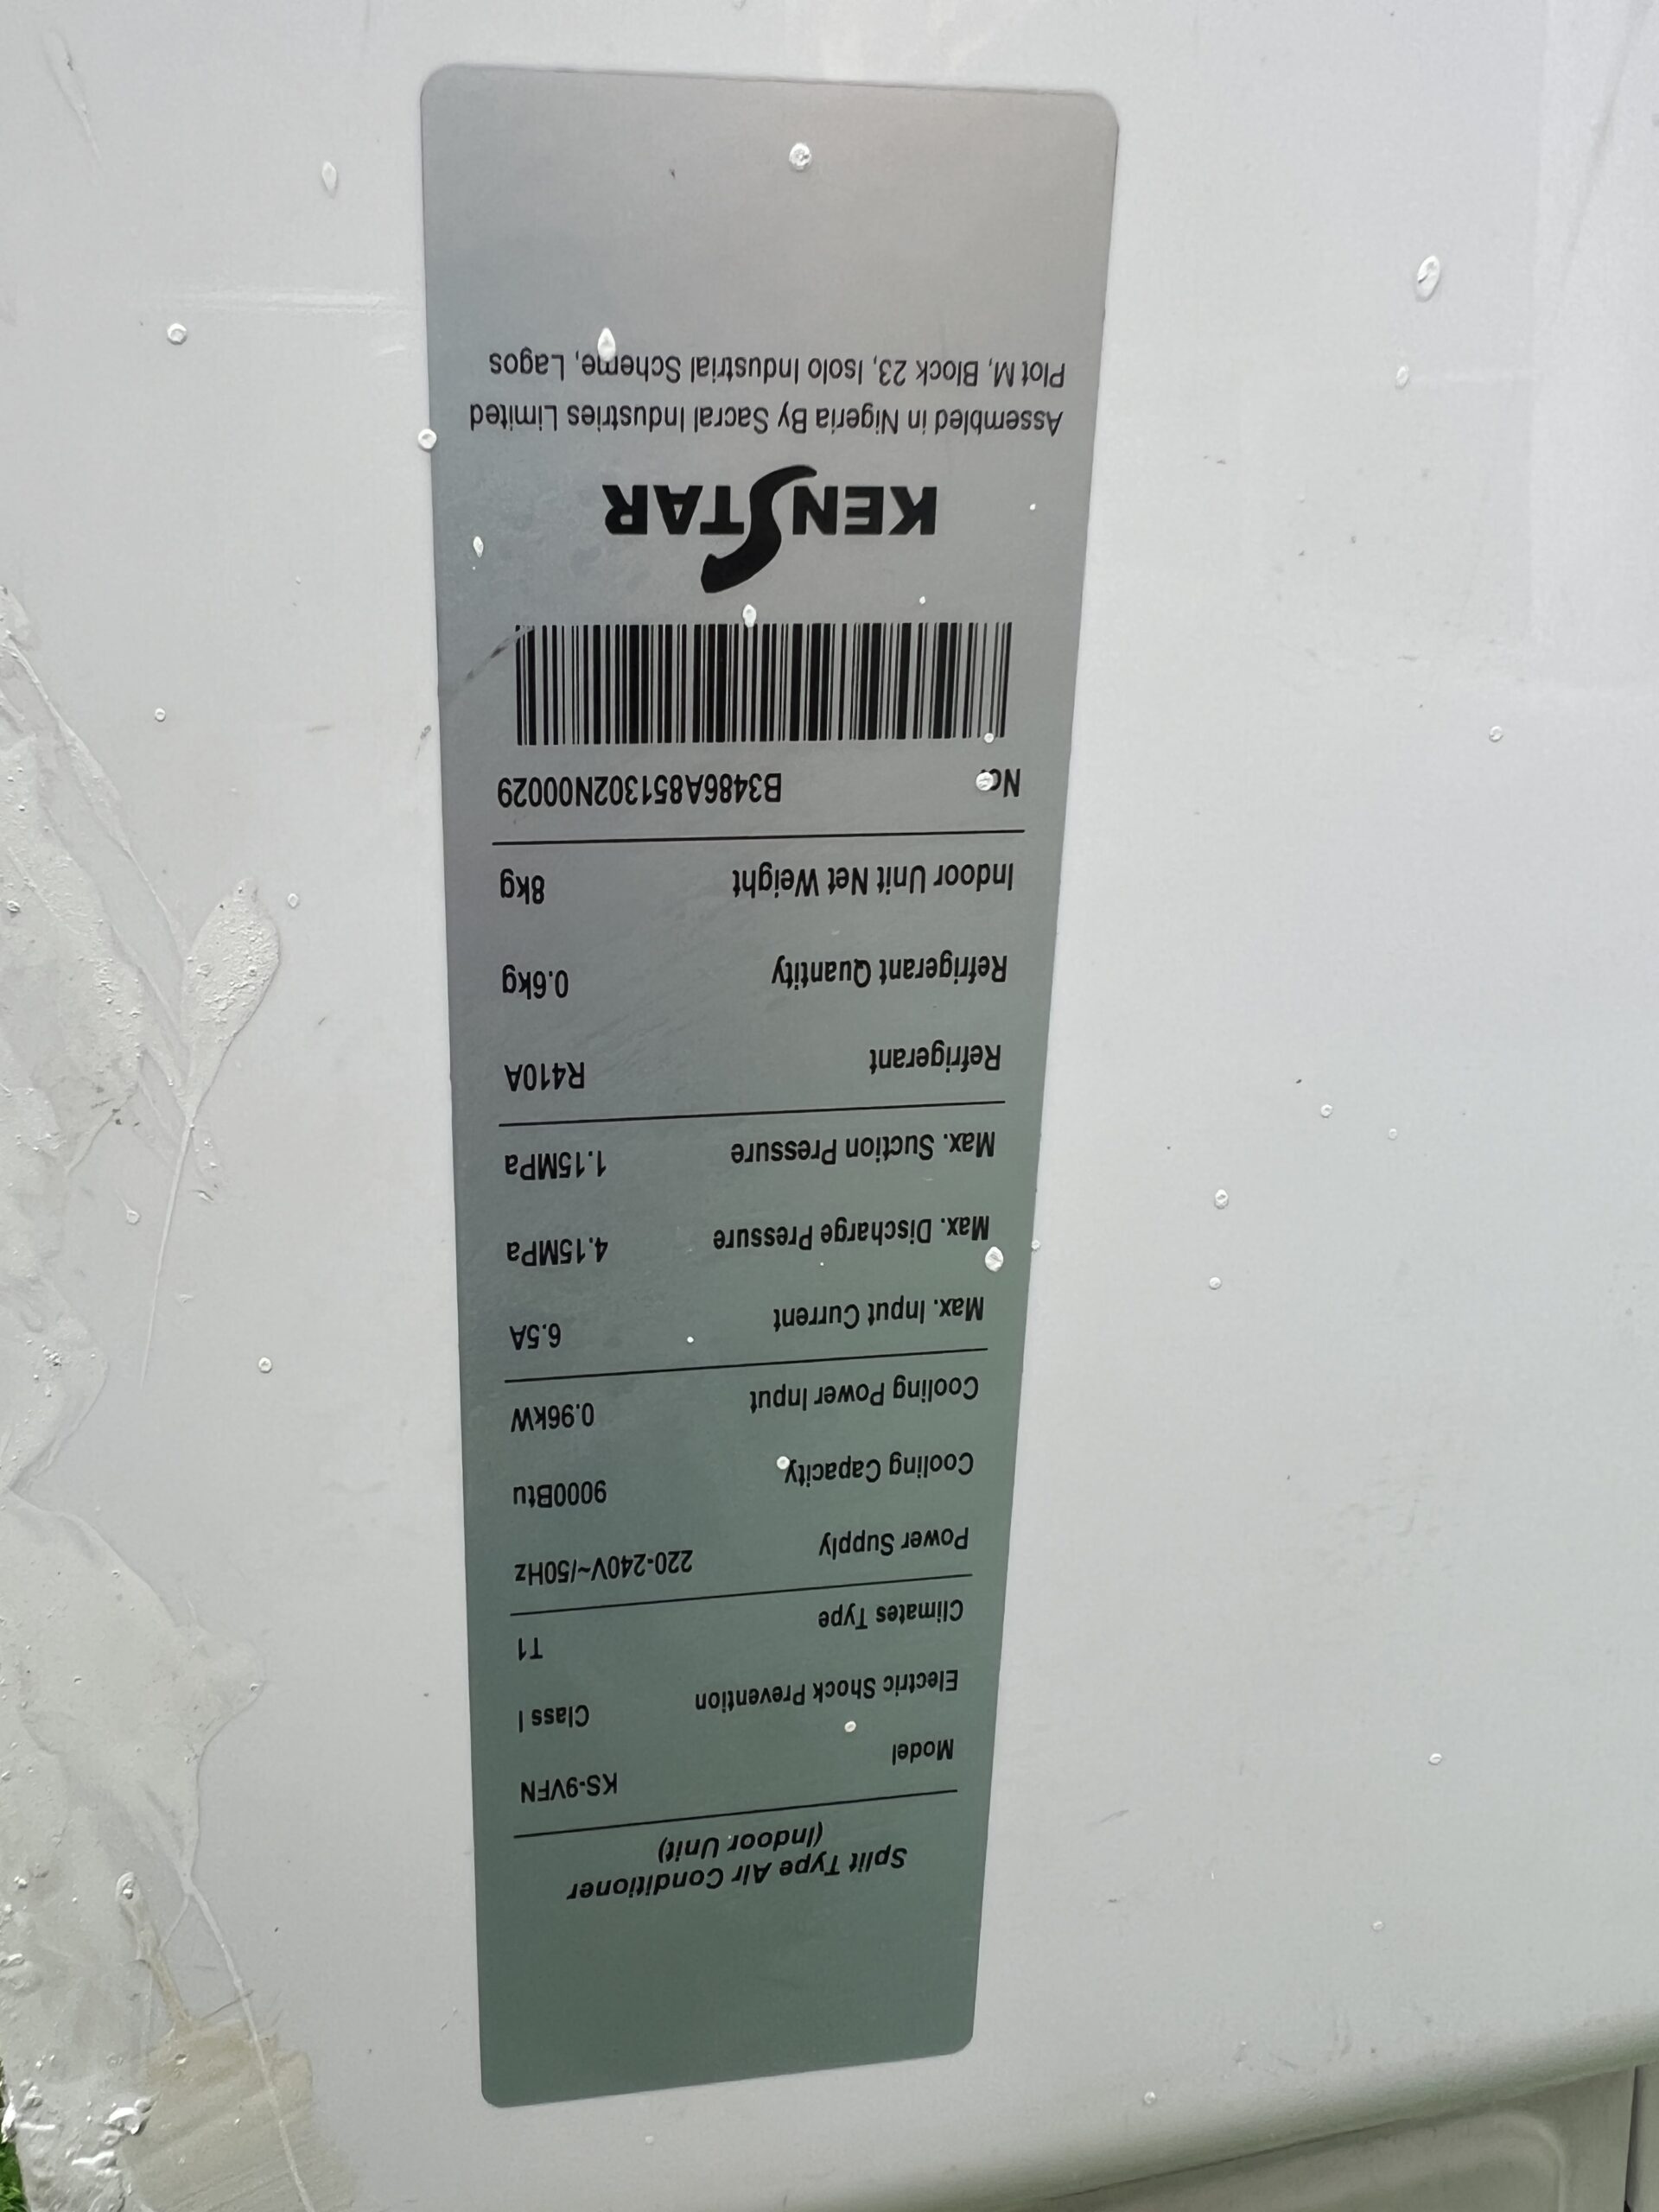 Split Type Air Conditioner
(Indoor Unit)
Model KS-9VFN
Electric Shock Prevention Class I
Climates Type T1
Power Supply 220-240V~/50Hz
Cooling Capacity 9000Btu
Cooling Power Input 0.96kW
Max. Input Current 6.5A
Max. Discharge Pressure 4.15MPa
Max. Suction Pressure 1.15MPa
Refrigerant R410A
Refrigerant Quantity 0.6kg
Indoor Unit Net Weight 8kg
No. B3486A851302N00029
KENSTAR
Assembled in Nigeria By Sacral Industries Limited
Plot M, Block 23, Isolo Industrial Scheme, Lagos